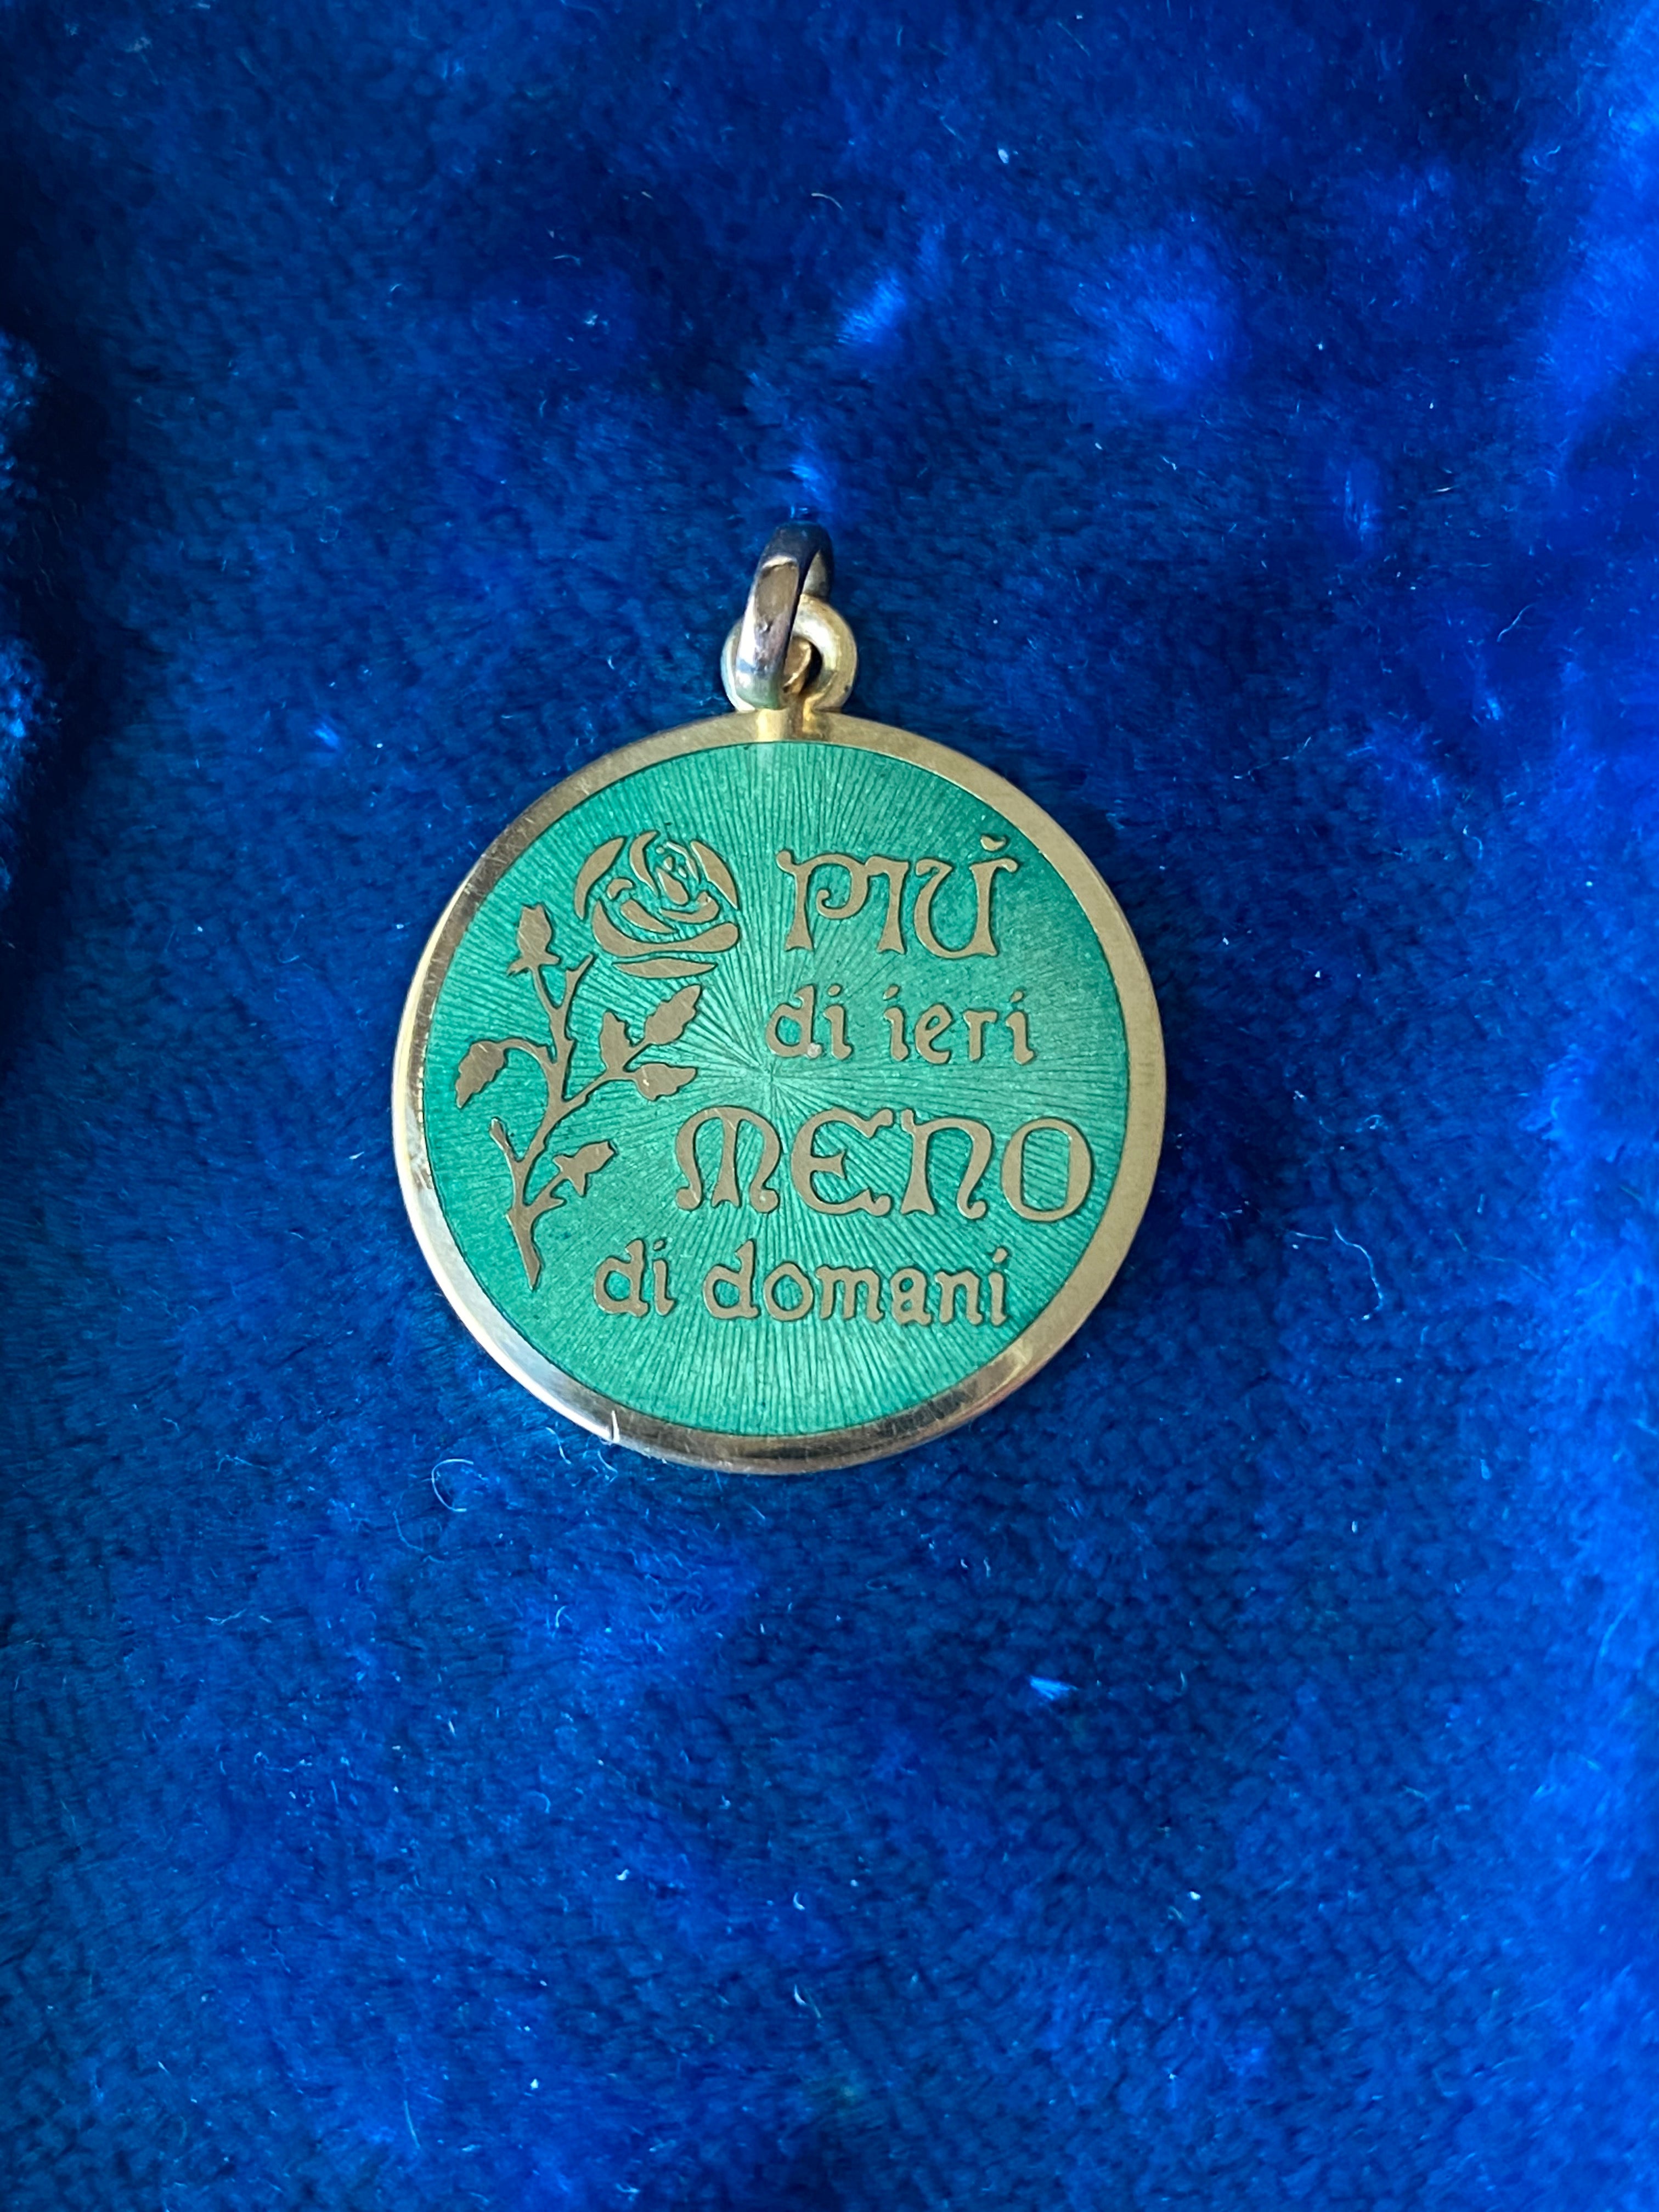 PIÙ
di ieri
MENO
di domani